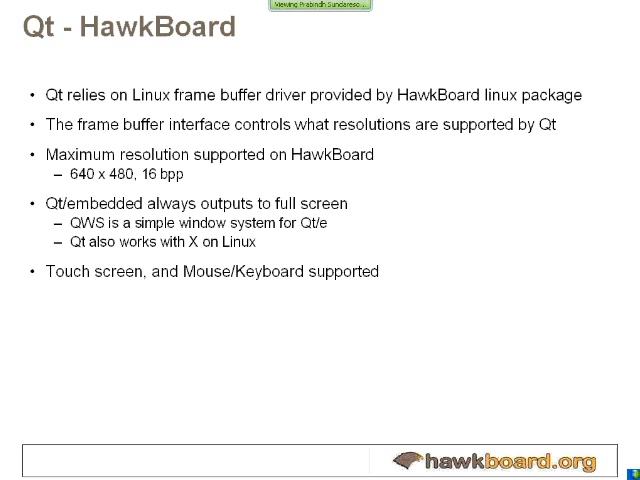 Viewing Prabindh Sundareso...
Qt - HawkBoard
• Qt relies on Linux frame buffer driver provided by HawkBoard linux package
• The frame buffer interface controls what resolutions are supported by Qt
• Maximum resolution supported on HawkBoard
– 640 x 480, 16 bpp
• Qt/embedded always outputs to full screen
– QWS is a simple window system for Qt/e
– Qt also works with X on Linux
• Touch screen, and Mouse/Keyboard supported
hawkboard.org